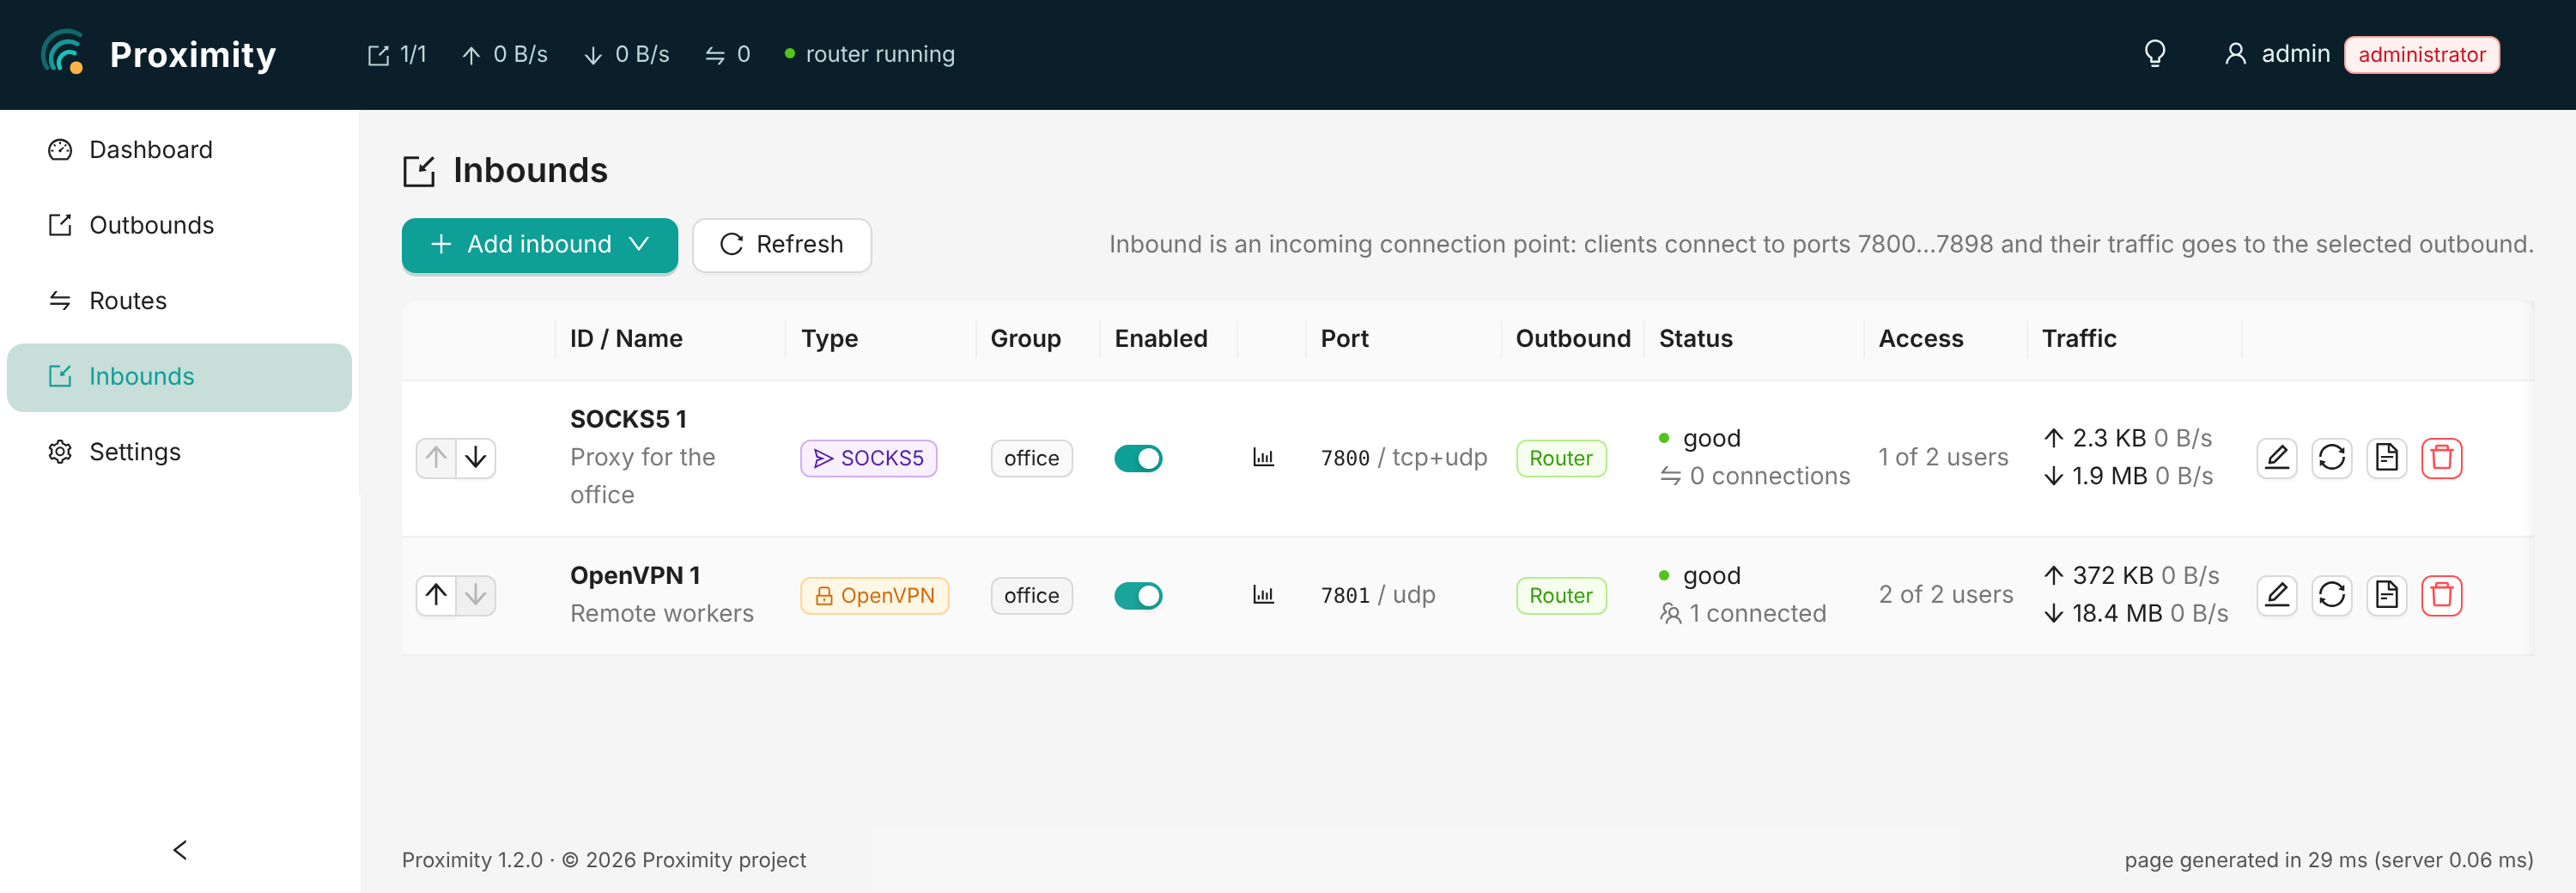 Proximity
1/1
0 B/s
0 B/s
0
router running
admin
administrator
Dashboard
Outbounds
Routes
Inbounds
Settings
Inbounds
Add inbound
Refresh
Inbound is an incoming connection point: clients connect to ports 7800...7898 and their traffic goes to the selected outbound.
ID / Name
Type
Group
Enabled
Port
Outbound
Status
Access
Traffic
SOCKS5 1
Proxy for the
office
SOCKS5
office
7800 / tcp+udp
Router
good
0 connections
1 of 2 users
2.3 KB 0 B/s
1.9 MB 0 B/s
OpenVPN 1
Remote workers
OpenVPN
office
7801 / udp
Router
good
1 connected
2 of 2 users
372 KB 0 B/s
18.4 MB 0 B/s
Proximity 1.2.0 · © 2026 Proximity project
page generated in 29 ms (server 0.06 ms)